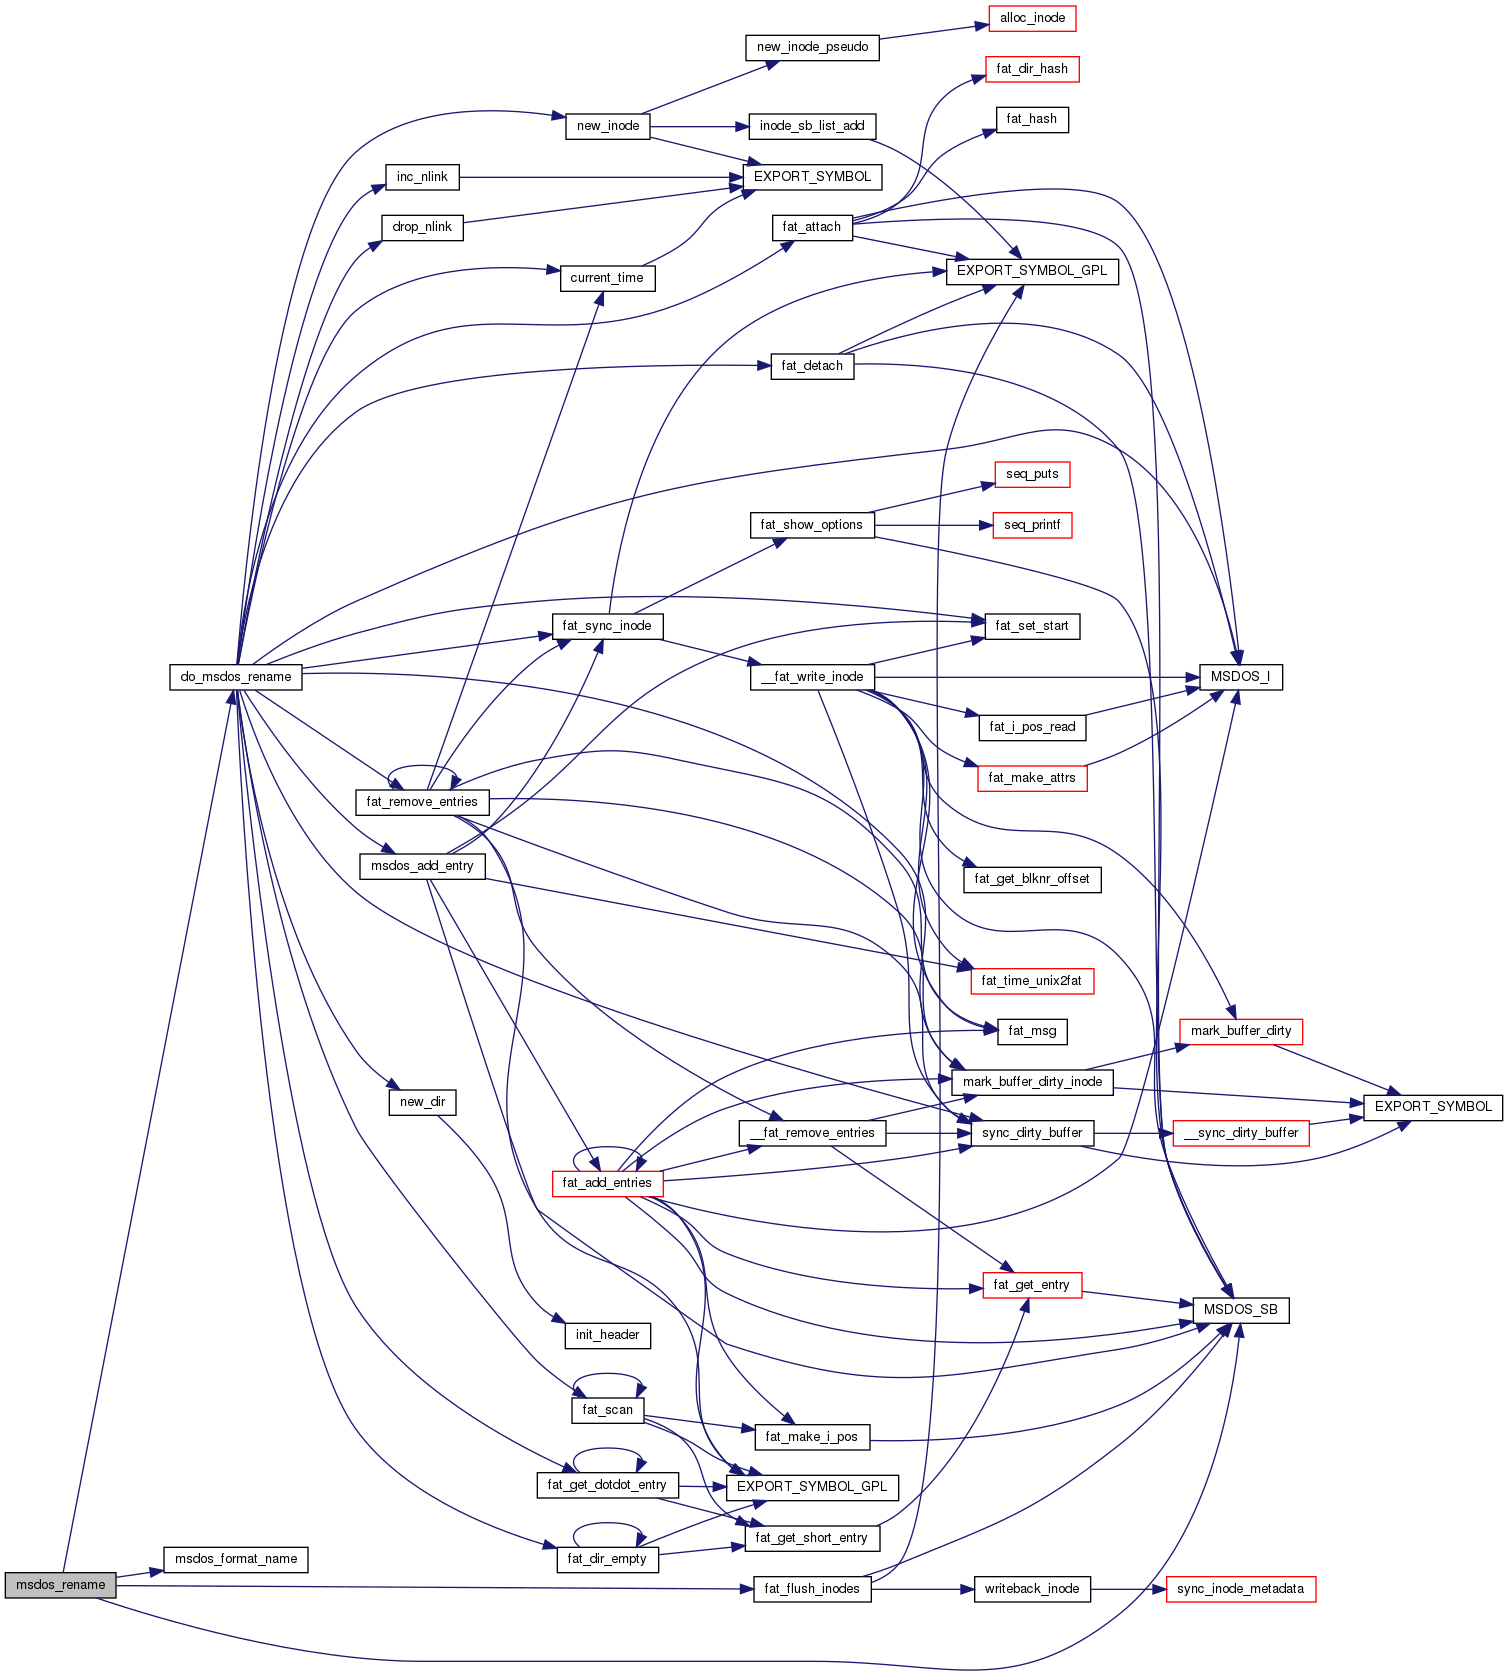 alloc_inode
new_inode_pseudo
fat_dir_hash
fat_hash
new_inode
inode_sb_list_add
inc_nlink
EXPORT_SYMBOL
drop_nlink
fat_attach
current_time
EXPORT_SYMBOL_GPL
fat_detach
seq_puts
fat_show_options
seq_printf
fat_sync_inode
fat_set_start
do_msdos_rename
__fat_write_inode
MSDOS_I
fat_i_pos_read
fat_make_attrs
fat_remove_entries
msdos_add_entry
fat_get_blknr_offset
fat_time_unix2fat
fat_msg
mark_buffer_dirty
mark_buffer_dirty_inode
new_dir
EXPORT_SYMBOL
__fat_remove_entries
sync_dirty_buffer
__sync_dirty_buffer
fat_add_entries
fat_get_entry
MSDOS_SB
init_header
fat_scan
fat_make_i_pos
fat_get_dotdot_entry
EXPORT_SYMBOL_GPL
fat_get_short_entry
msdos_format_name
fat_dir_empty
msdos_rename
fat_flush_inodes
writeback_inode
sync_inode_metadata